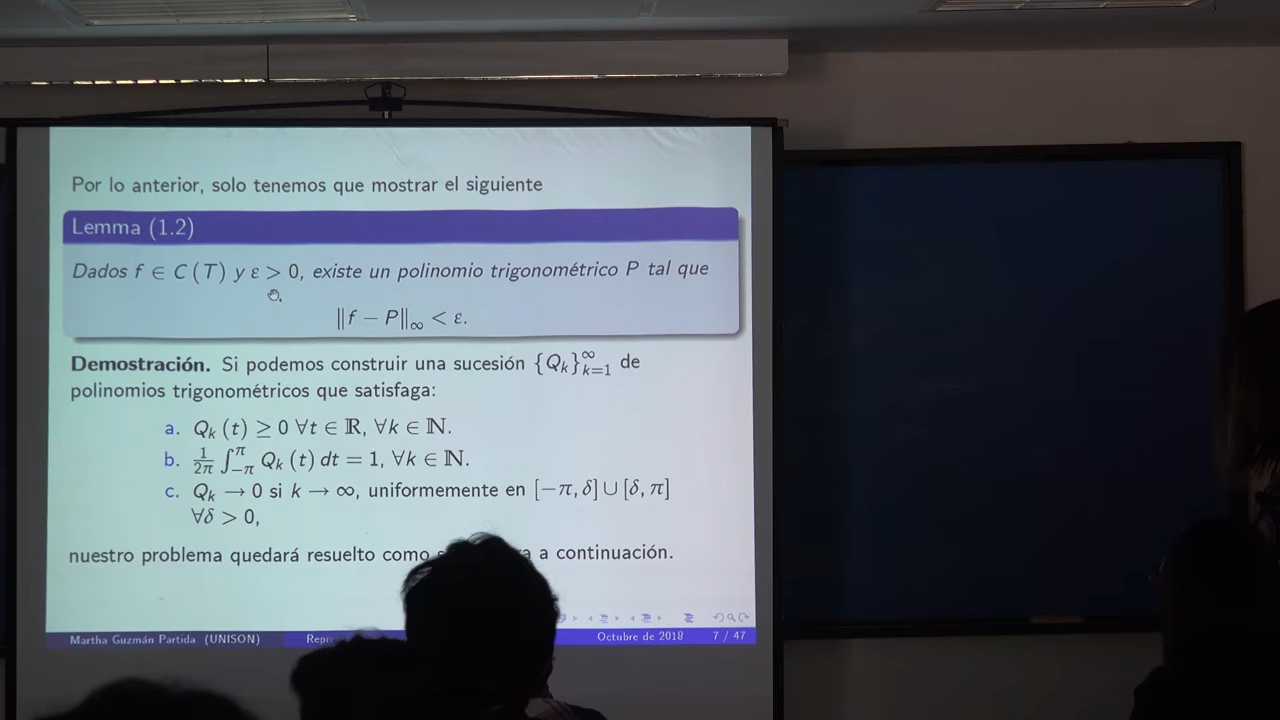 Por lo anterior, solo tenemos que mostrar el siguiente
Lemma (1.2)
Dados f ∈ C (T) y ε > 0, existe un polinomio trigonométrico P tal que
‖f − P‖∞ < ε.
Demostración. Si podemos construir una sucesión {Q_k}_{k=1}^∞ de
polinomios trigonométricos que satisfaga:
a. Q_k (t) ≥ 0 ∀t ∈ ℝ, ∀k ∈ ℕ.
b. 1/2π ∫_{−π}^{π} Q_k (t) dt = 1, ∀k ∈ ℕ.
c. Q_k → 0 si k → ∞, uniformemente en [−π, δ] ∪ [δ, π]
∀δ > 0,
nuestro problema quedará resuelto como a continuación.
Martha Guzmán Partida (UNISON) Octubre de 2018 7 / 47